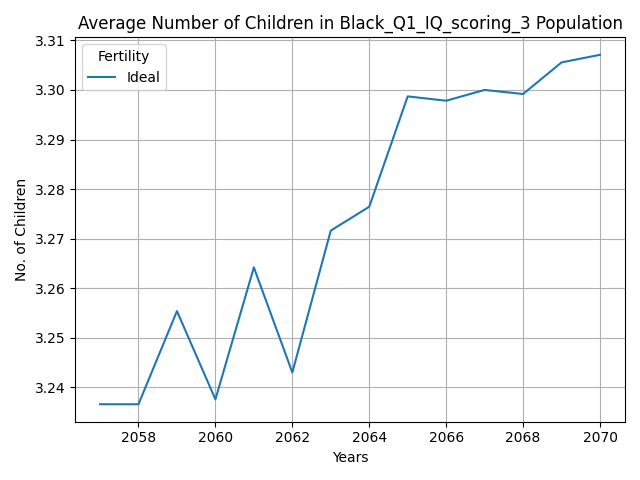 Average Number of Children in Black_Q1_IQ_scoring_3 Population
3.31
3.30
3.29
3.28
3.27
3.26
3.25
3.24
No. of Children
Fertility
Ideal
2058 2060 2062 2064 2066 2068 2070
Years